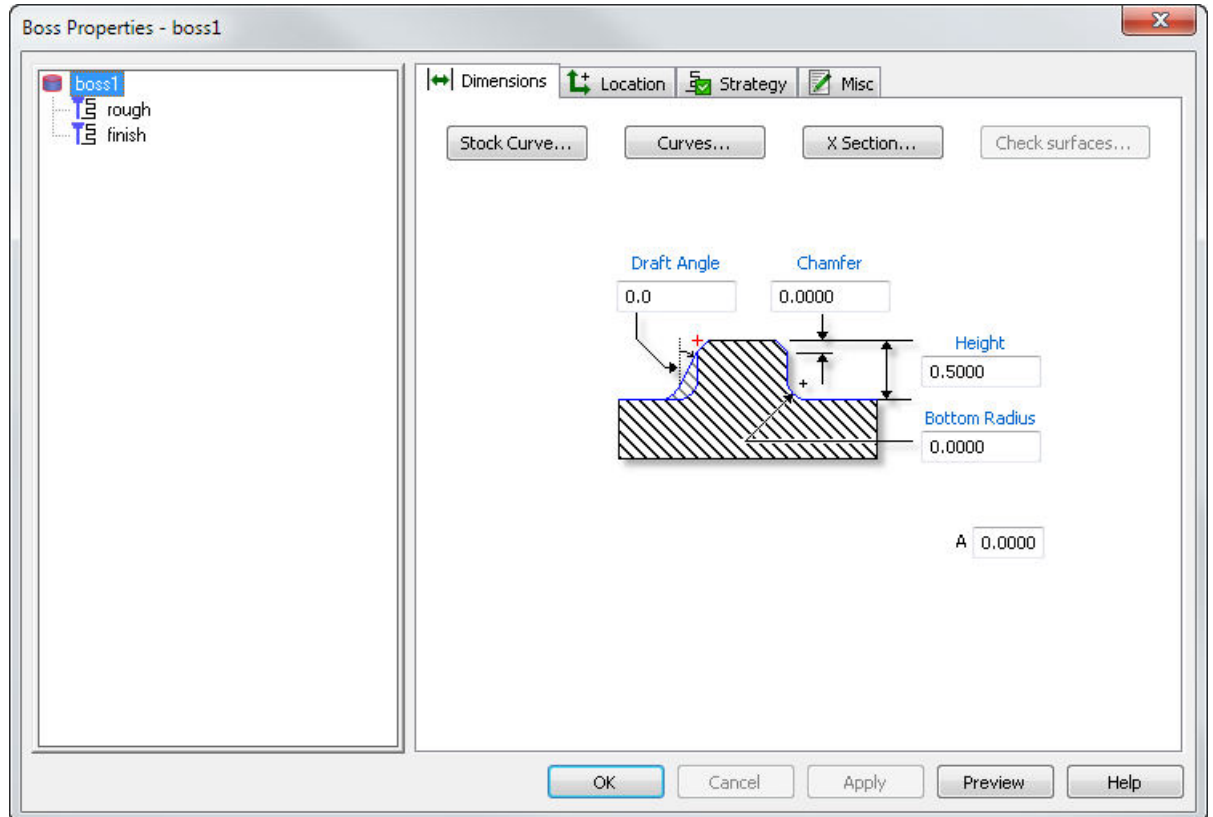 Boss Properties - boss1
boss1
rough
finish
Dimensions Location Strategy Misc
Stock Curve... Curves... X Section... Check surfaces...
Draft Angle Chamfer
0.0 0.0000
Height
0.5000
Bottom Radius
0.0000
A 0.0000
OK Cancel Apply Preview Help